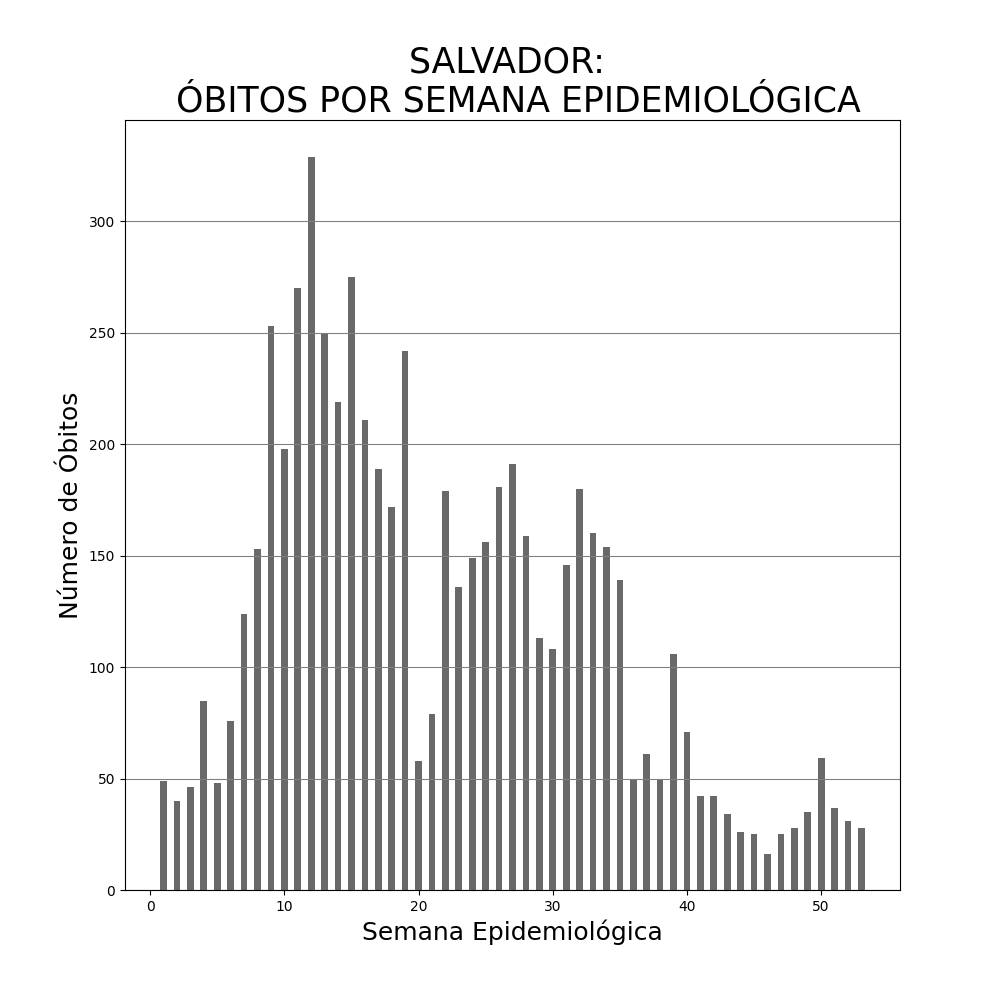 SALVADOR:
ÓBITOS POR SEMANA EPIDEMIOLÓGICA
Número de Óbitos
300
250
200
150
100
50
0
0 10 20 30 40 50
Semana Epidemiológica